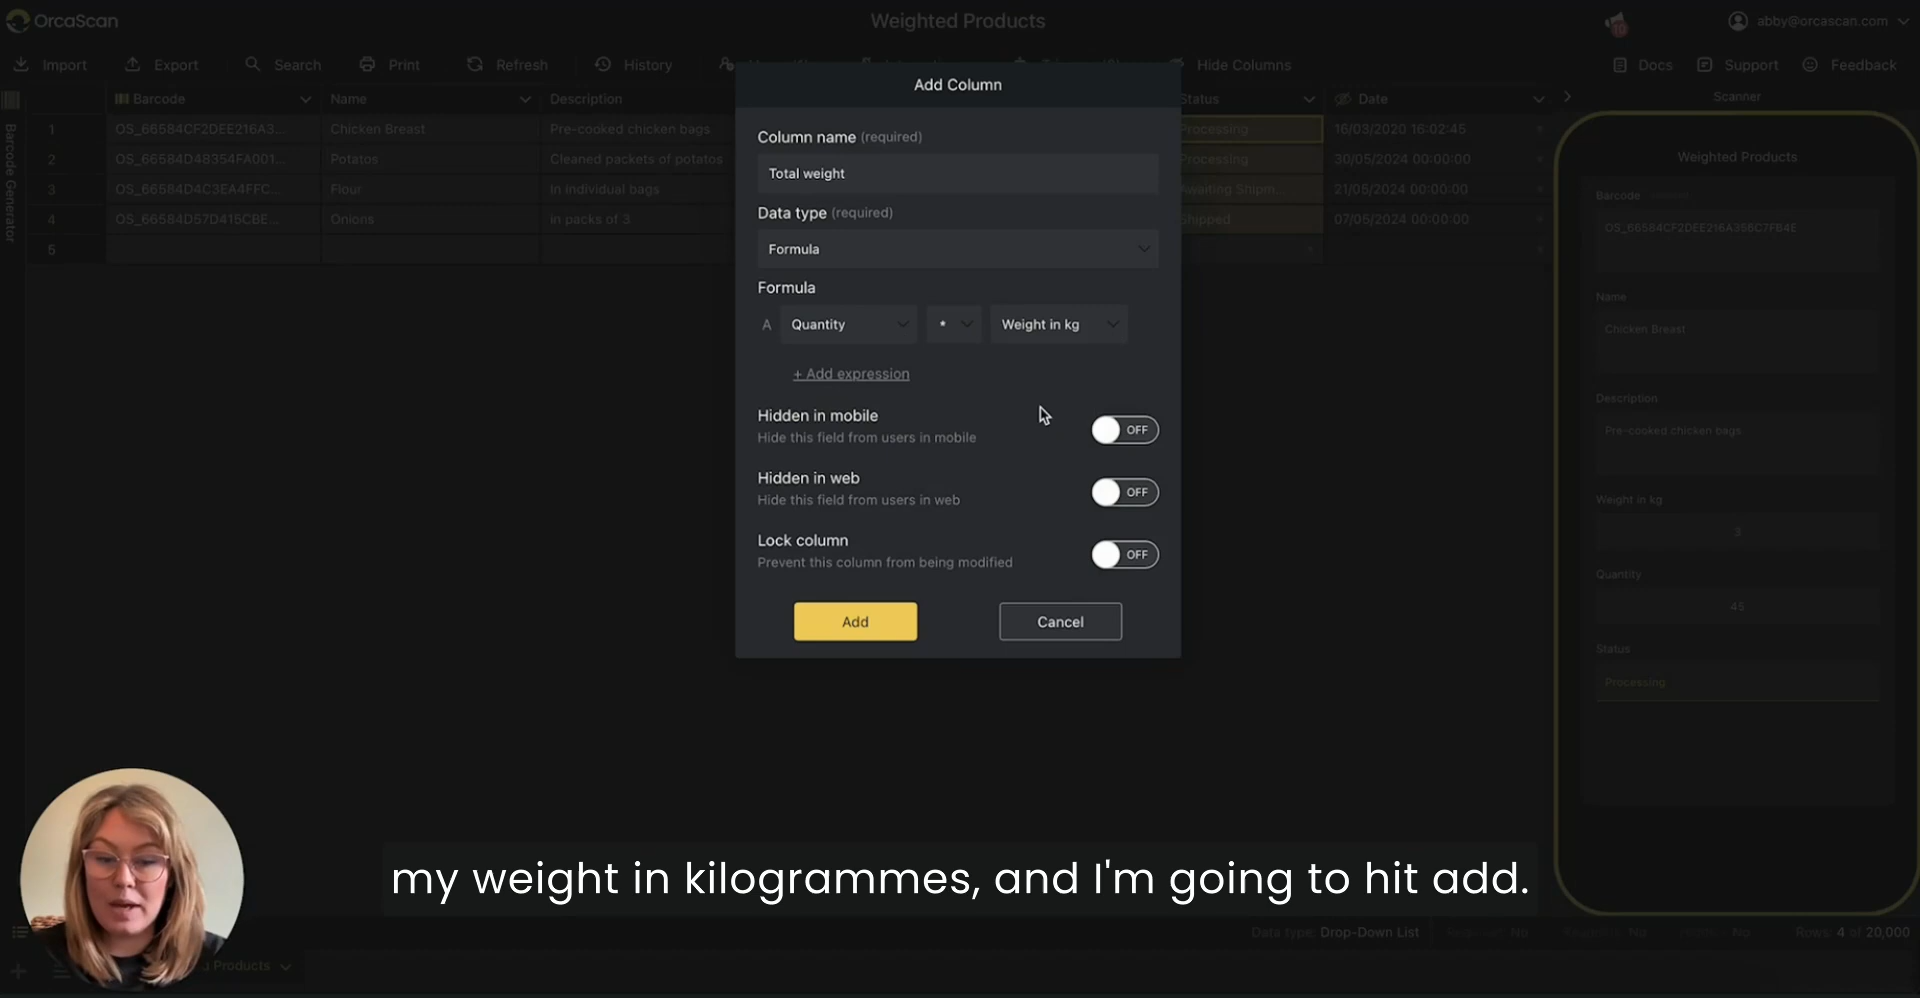 OrcaScan
Weighted Products
abby@orcascan.com
Import
Export
Search
Print
Refresh
History
Hide Columns
Docs
Support
Feedback
Barcode Generator
Barcode
Name
Description
Status
Date
1
OS_66584CF2DEE216A3...
Chicken Breast
Pre-cooked chicken bags
Processing
16/03/2020 16:02:45
2
OS_66584D48354FA001...
Potatos
Cleaned packets of potatos
Processing
30/05/2024 00:00:00
3
OS_66584D4C3EA4FFC...
Flour
In individual bags
Awaiting Shipm...
21/05/2024 00:00:00
4
OS_66584D57D415CBE...
Onions
in packs of 3
Shipped
07/05/2024 00:00:00
5
Add Column
Column name (required)
Total weight
Data type (required)
Formula
Formula
A Quantity * Weight in kg
+ Add expression
Hidden in mobile
Hide this field from users in mobile
OFF
Hidden in web
Hide this field from users in web
OFF
Lock column
Prevent this column from being modified
OFF
Add
Cancel
Scanner
Weighted Products
Barcode
Name
Chicken Breast
Description
Pre-cooked chicken bags
Weight in kg
3
Quantity
45
Status
Processing
my weight in kilogrammes, and I'm going to hit add.
Data type: Drop-Down List
No
No
No
Rows: 4 of 20,000
Products